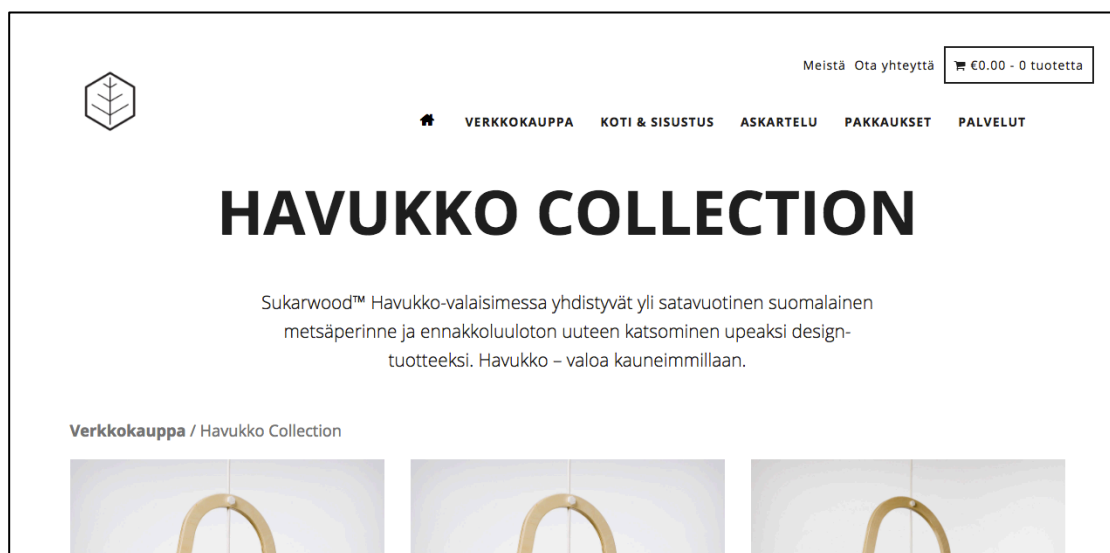 Meistä Ota yhteyttä €0.00 - 0 tuotetta
VERKKOKAUPPA KOTI & SISUSTUS ASKARTELU PAKKAUKSET PALVELUT
HAVUKKO COLLECTION
Sukarwood™ Havukko-valaisimessa yhdistyvät yli satavuotinen suomalainen
metsäperinne ja ennakkoluuloton uuteen katsominen upeaksi design-
tuotteeksi. Havukko – valoa kauneimmillaan.
Verkkokauppa / Havukko Collection